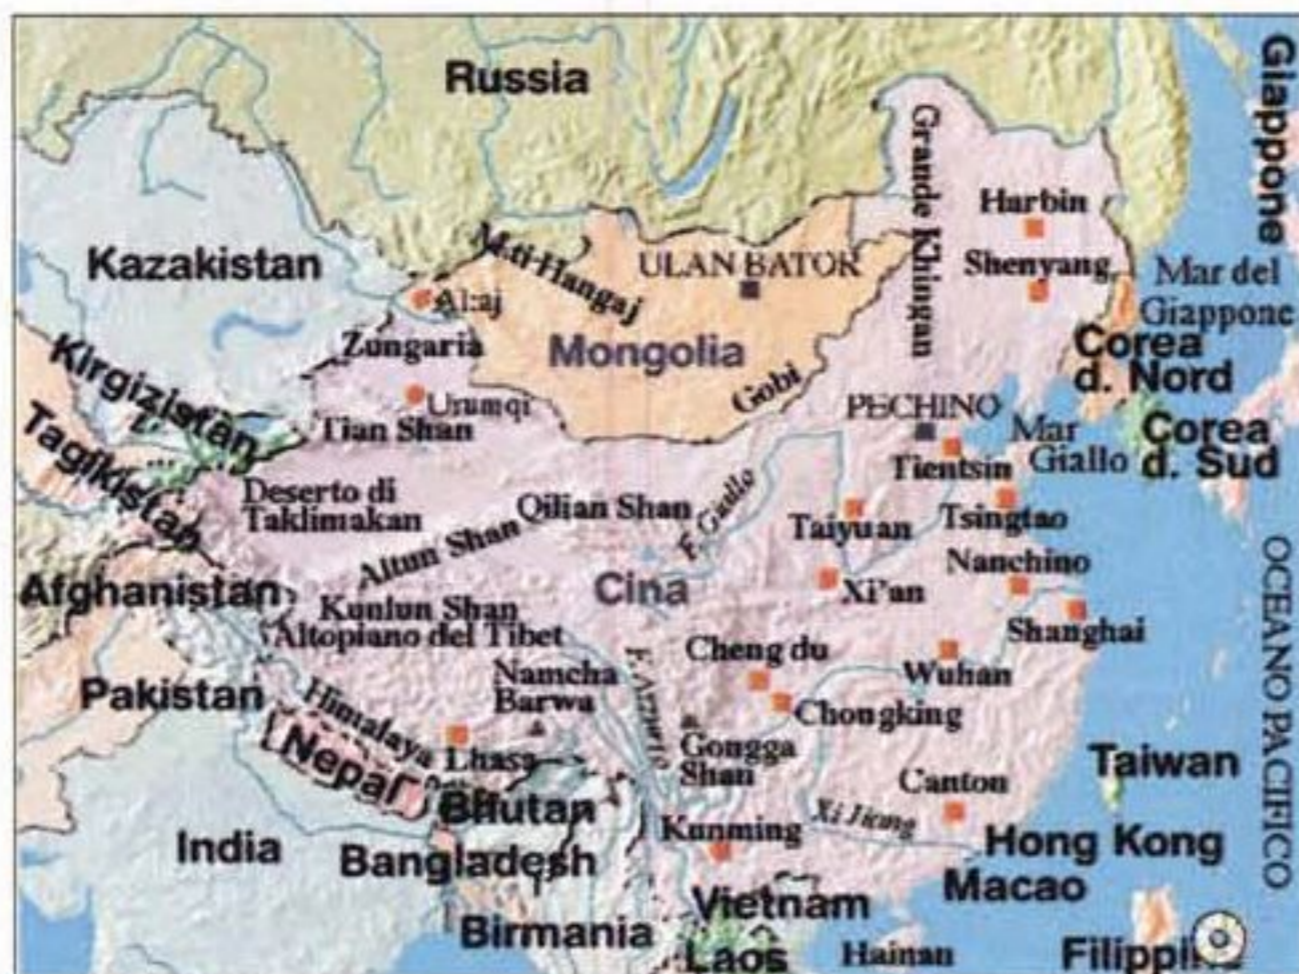 Russia
Giappone
Grande Khingan
Harbin
Kazakistan
M.ti Hangaj
ULAN BATOR
Shenyang
Mar del
Giappone
Zungaria
Mongolia
Corea
d. Nord
Kirgizistan
Gobi
Urumqi
PECHINO
Tian Shan
Mar
Giallo
Corea
d. Sud
Tagikistan
Tientsin
Deserto di
Taklimakan
Qilian Shan
F. Giallo
Taiyuan
Tsingtao
Altun Shan
Nanchino
Afghanistan
Cina
Xi'an
Kunlun Shan
Altopiano del Tibet
Shanghai
OCEANO PACIFICO
Cheng du
Wuhan
Namcha
Barwa
F. Azzurro
Pakistan
Himalaya
Chongking
Gongga
Shan
Nepal
Lhasa
Taiwan
Canton
Bhutan
Xi Jiang
Kunming
India
Bangladesh
Hong Kong
Macao
Vietnam
Birmania
Laos
Hainan